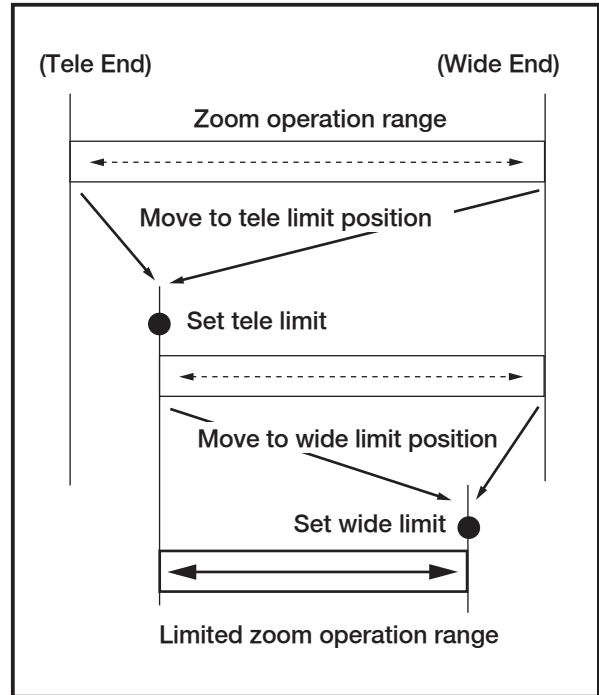 (Tele End)
(Wide End)
Zoom operation range
Move to tele limit position
Set tele limit
Move to wide limit position
Set wide limit
Limited zoom operation range